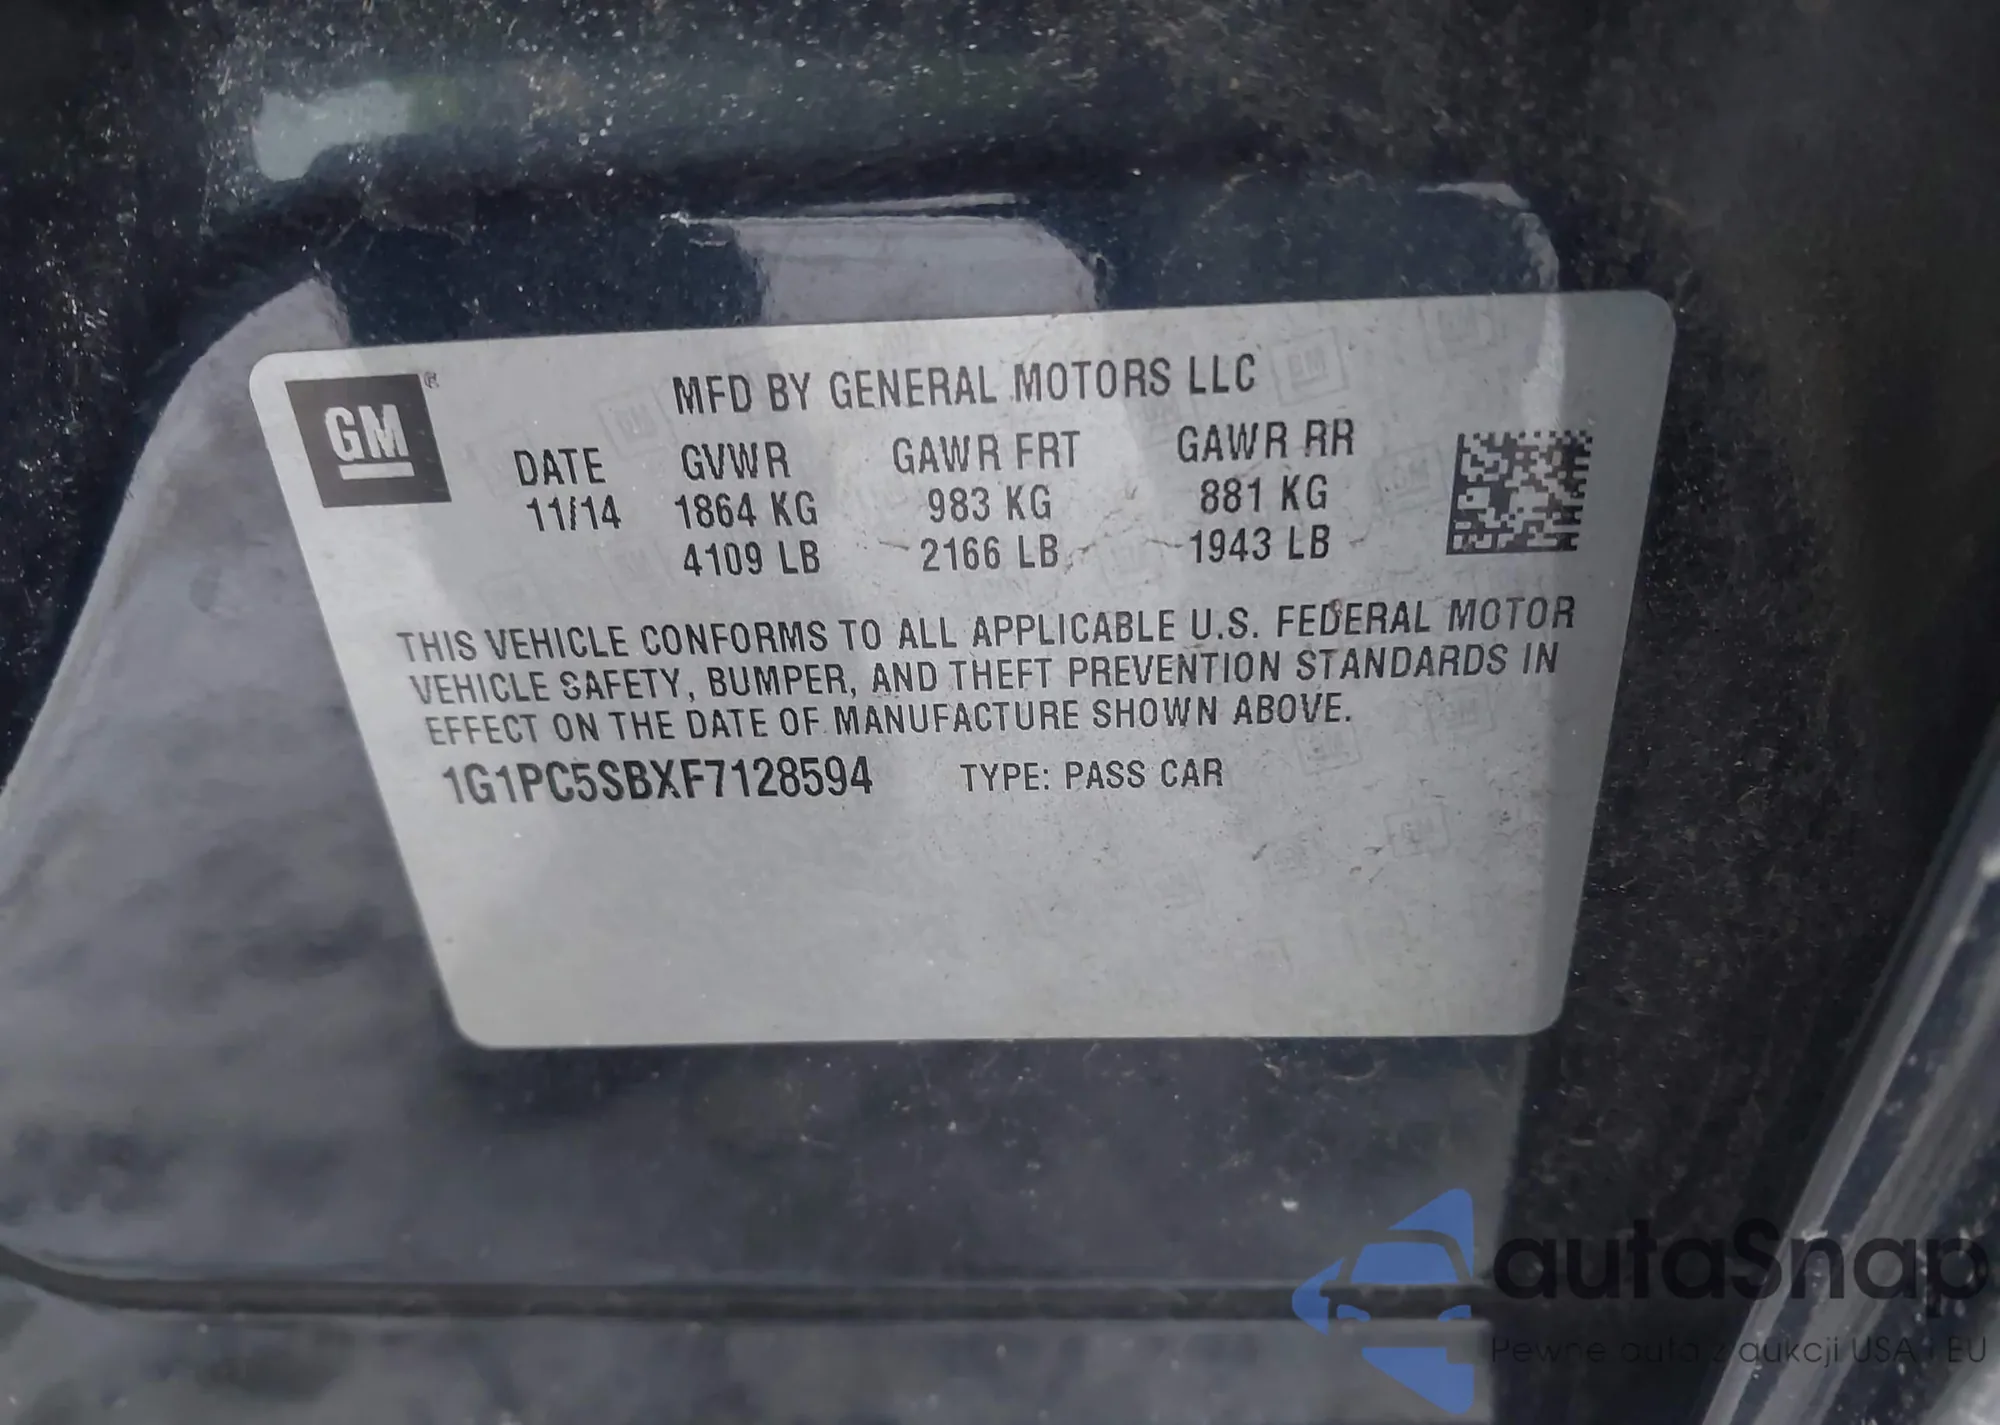 GM®
MFD BY GENERAL MOTORS LLC
DATE GVWR GAWR FRT GAWR RR
11/14 1864 KG 983 KG 881 KG
4109 LB 2166 LB 1943 LB
THIS VEHICLE CONFORMS TO ALL APPLICABLE U.S. FEDERAL MOTOR
VEHICLE SAFETY, BUMPER, AND THEFT PREVENTION STANDARDS IN
EFFECT ON THE DATE OF MANUFACTURE SHOWN ABOVE.
1G1PC5SBXF7128594 TYPE: PASS CAR
autaSnap
Pewne auta z aukcji USA i EU